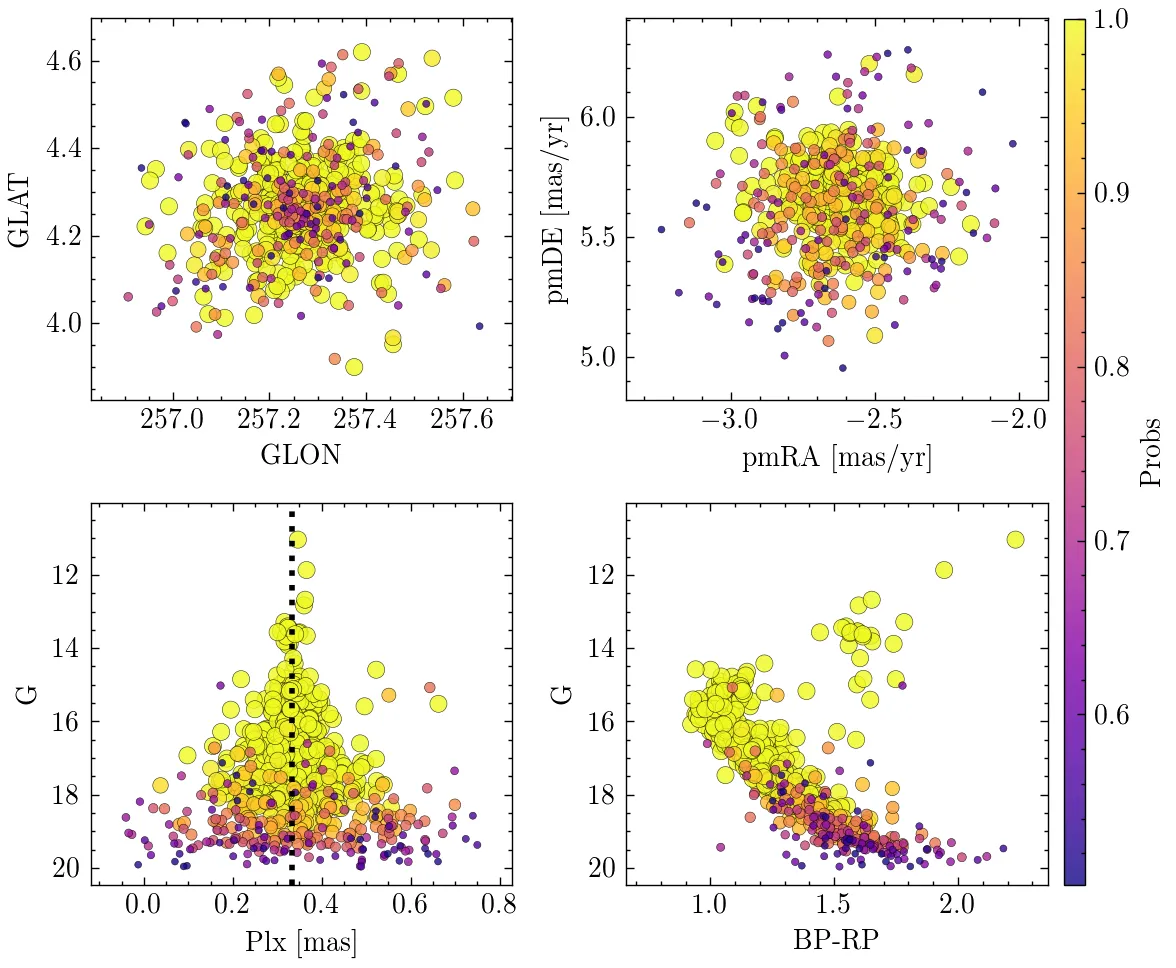 4.6
4.4
4.2
4.0
GLAT
257.0 257.2 257.4 257.6
GLON
6.0
5.5
5.0
pmDE [mas/yr]
−3.0 −2.5 −2.0
pmRA [mas/yr]
12
14
16
18
20
G
0.0 0.2 0.4 0.6 0.8
Plx [mas]
12
14
16
18
20
G
1.0 1.5 2.0
BP-RP
1.0
0.9
0.8
0.7
0.6
Probs